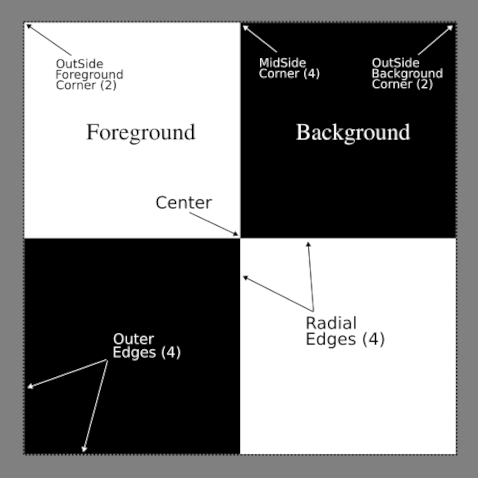 OutSide
Foreground
Corner (2)
MidSide
Corner (4)
OutSide
Background
Corner (2)
Foreground
Background
Center
Outer
Edges (4)
Radial
Edges (4)